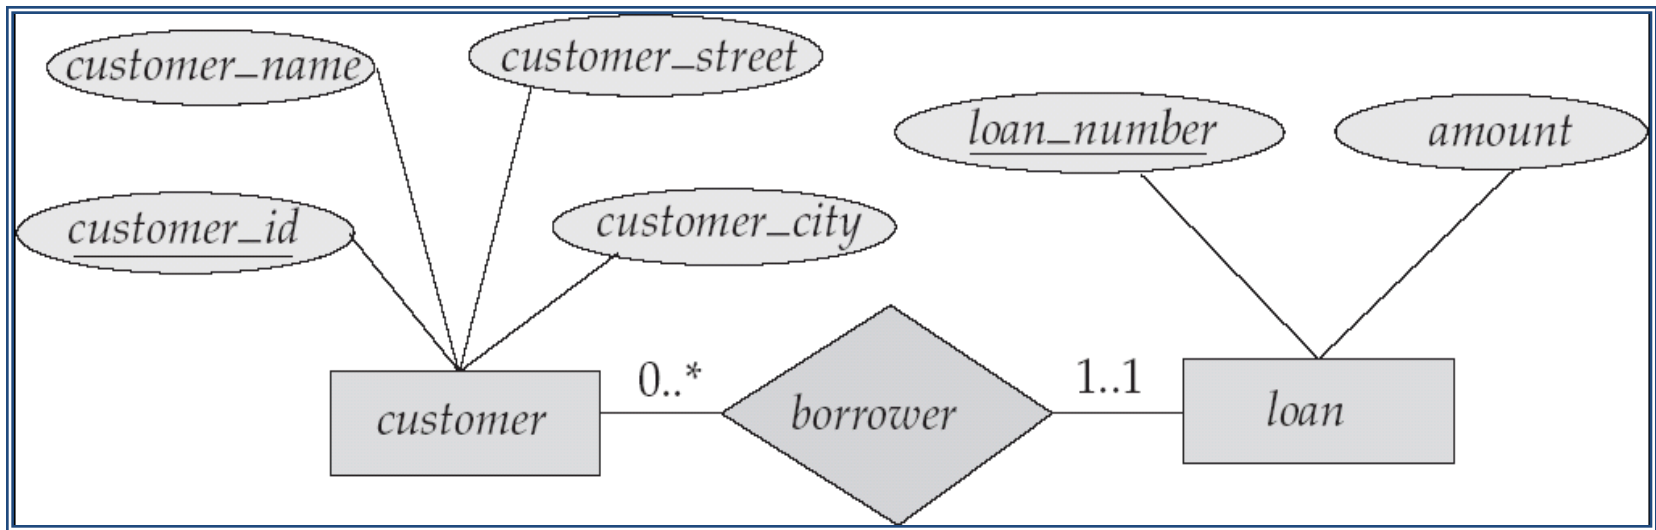 customer_name
customer_street
loan_number
amount
customer_id
customer_city
customer
0..*
borrower
1..1
loan